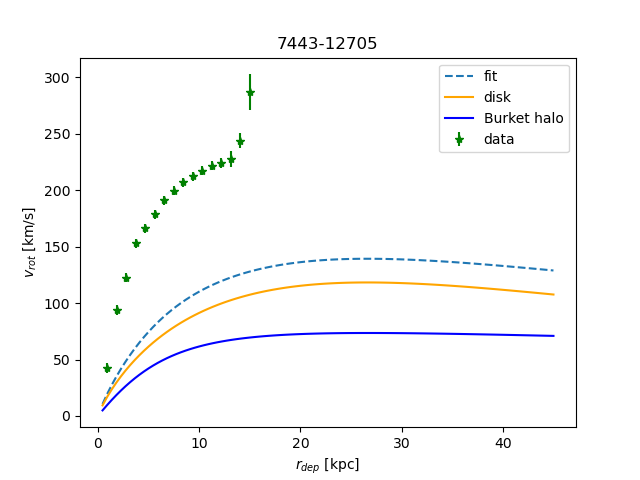 7443-12705
fit
disk
Burket halo
data
300
250
200
150
100
50
0
v_rot [km/s]
0 10 20 30 40
r_dep [kpc]